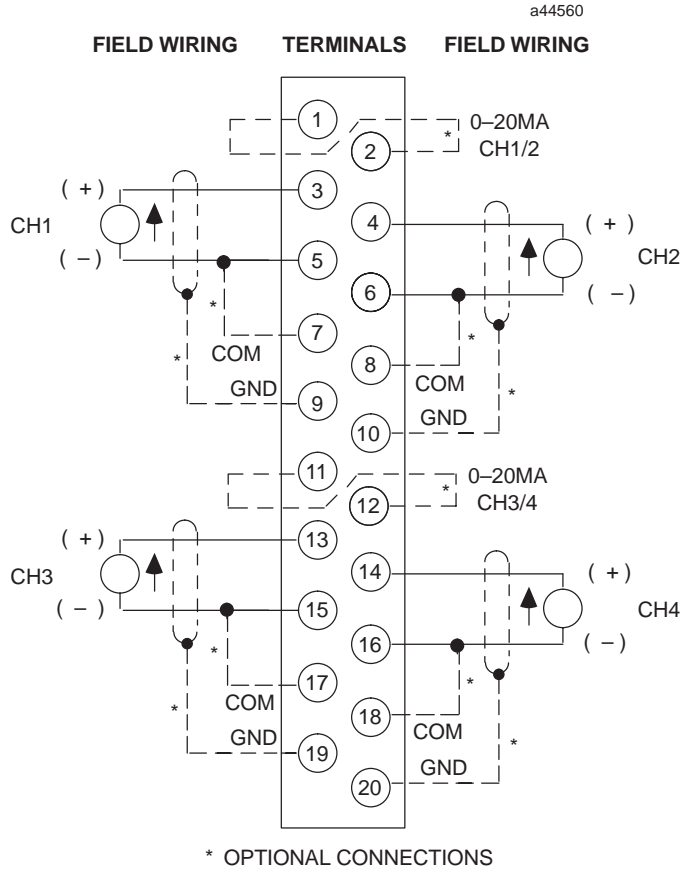 a44560
FIELD WIRING TERMINALS FIELD WIRING
1
* 0–20MA
2 CH1/2
( + ) 3
4 ( + )
CH1
CH2
( – ) 5
6 ( – )
*
7
*
COM
8
*
COM
GND 9
*
GND
10
11
* 0–20MA
12 CH3/4
( + ) 13
14 ( + )
CH3
CH4
( – ) 15
16 ( – )
*
17
*
COM
18
*
COM
GND 19
*
GND
20
* OPTIONAL CONNECTIONS